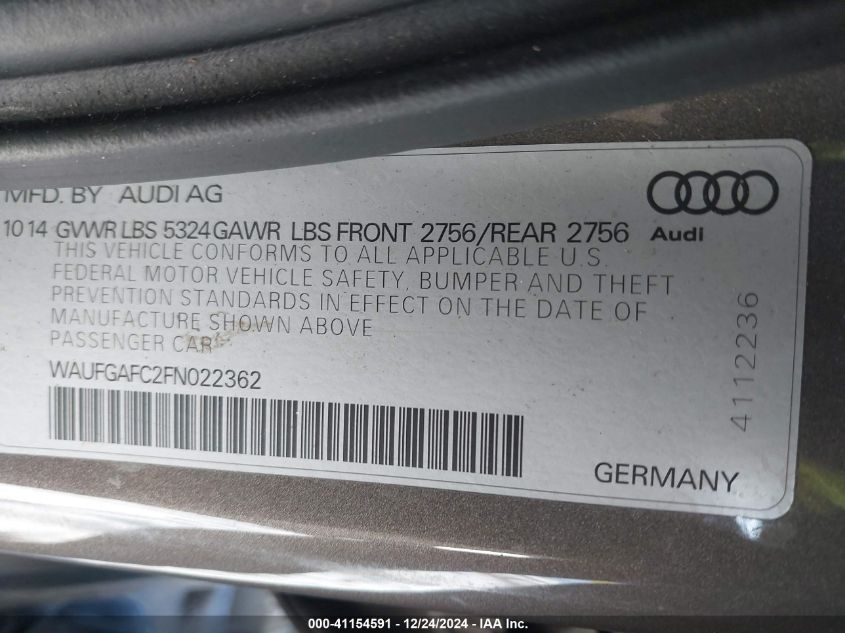 MFD. BY AUDI AG
10 14 GVWR LBS 5324 GAWR LBS FRONT 2756/REAR 2756
Audi
THIS VEHICLE CONFORMS TO ALL APPLICABLE U.S.
FEDERAL MOTOR VEHICLE SAFETY, BUMPER AND THEFT
PREVENTION STANDARDS IN EFFECT ON THE DATE OF
MANUFACTURE SHOWN ABOVE
PASSENGER CAR
WAUFGAFC2FN022362
4112236
GERMANY
000-41154591 - 12/24/2024 - IAA, Inc.